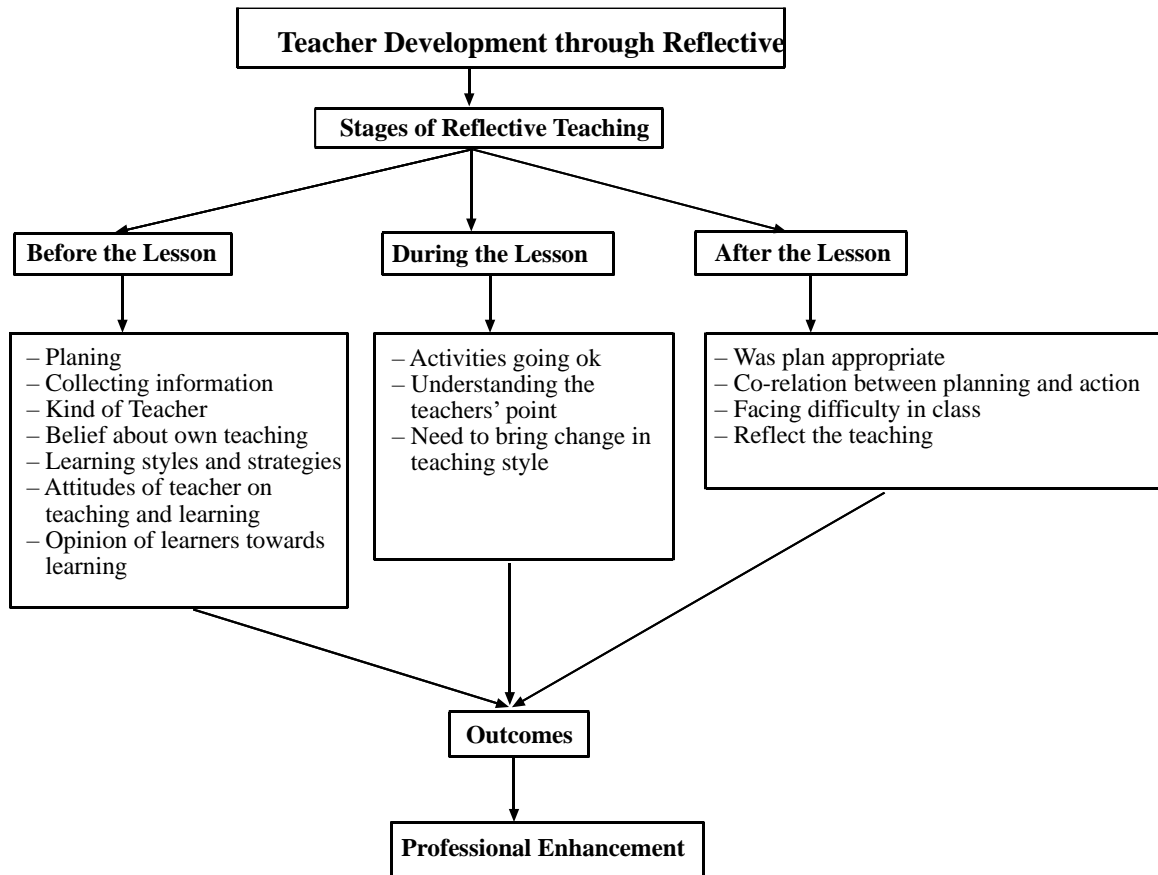 Teacher Development through Reflective
Stages of Reflective Teaching
Before the Lesson
During the Lesson
After the Lesson
– Planing
– Collecting information
– Kind of Teacher
– Belief about own teaching
– Learning styles and strategies
– Attitudes of teacher on
teaching and learning
– Opinion of learners towards
learning
– Activities going ok
– Understanding the
teachers’ point
– Need to bring change in
teaching style
– Was plan appropriate
– Co-relation between planning and action
– Facing difficulty in class
– Reflect the teaching
Outcomes
Professional Enhancement